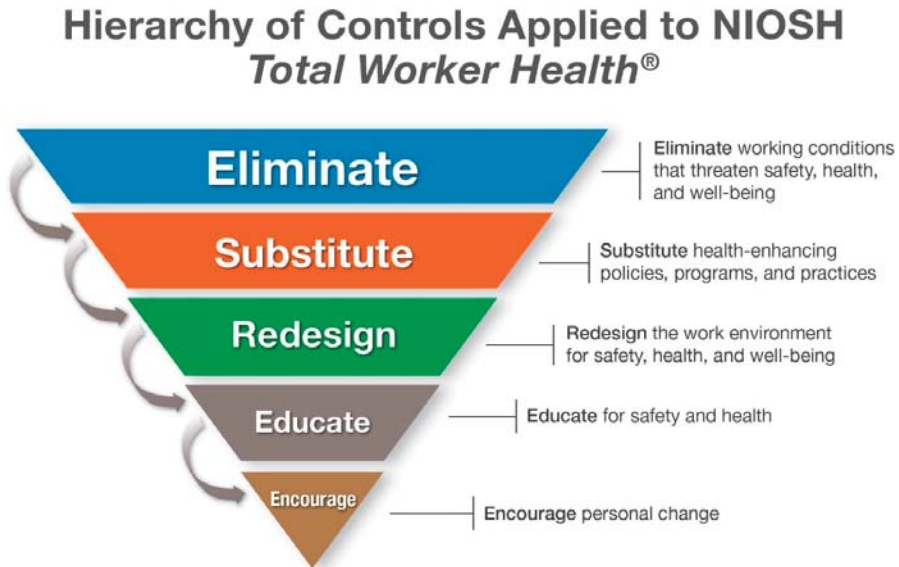 Hierarchy of Controls Applied to NIOSH
Total Worker Health®
Eliminate
Eliminate working conditions
that threaten safety, health,
and well-being
Substitute
Substitute health-enhancing
policies, programs, and practices
Redesign
Redesign the work environment
for safety, health, and well-being
Educate
Educate for safety and health
Encourage
Encourage personal change